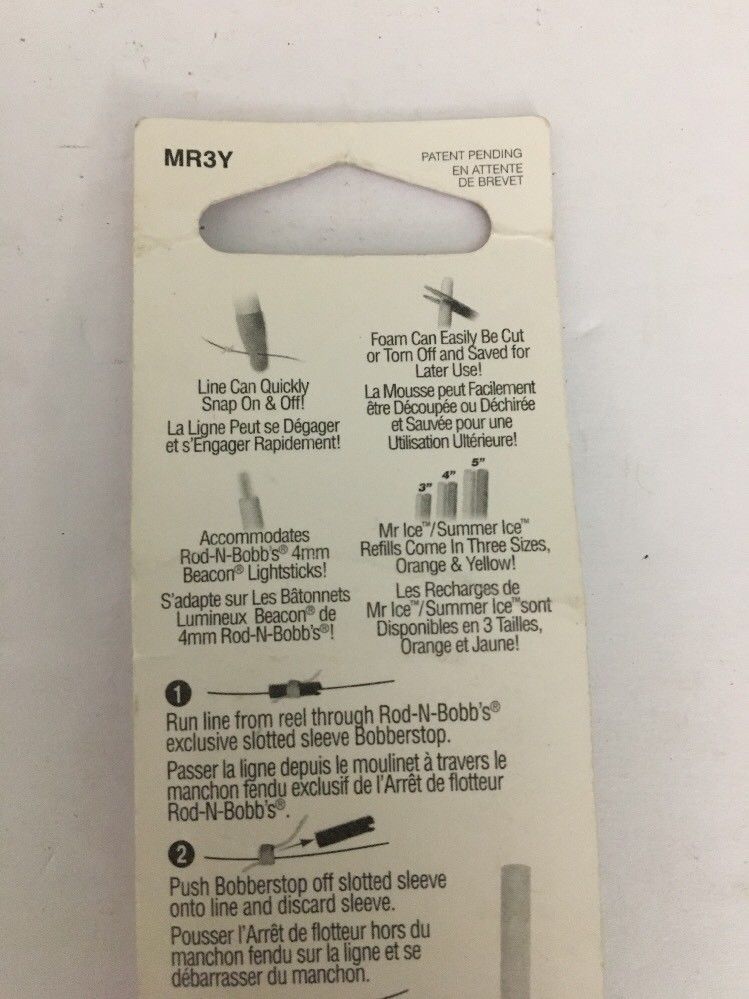 MR3Y
PATENT PENDING
EN ATTENTE
DE BREVET
Line Can Quickly
Snap On & Off!
La Ligne Peut se Dégager
et s'Engager Rapidement!
Foam Can Easily Be Cut
or Torn Off and Saved for
Later Use!
La Mousse peut Facilement
être Découpée ou Déchirée
et Sauvée pour une
Utilisation Ultérieure!
Accommodates
Rod-N-Bobb's® 4mm
Beacon® Lightsticks!
S'adapte sur Les Bâtonnets
Lumineux Beacon® de
4mm Rod-N-Bobb's®!
3" 4" 5"
Mr Ice™/Summer Ice™
Refills Come In Three Sizes,
Orange & Yellow!
Les Recharges de
Mr Ice™/Summer Ice™sont
Disponibles en 3 Tailles,
Orange et Jaune!
1
Run line from reel through Rod-N-Bobb's®
exclusive slotted sleeve Bobberstop.
Passer la ligne depuis le moulinet à travers le
manchon fendu exclusif de l'Arrêt de flotteur
Rod-N-Bobb's®.
2
Push Bobberstop off slotted sleeve
onto line and discard sleeve.
Pousser l'Arrêt de flotteur hors du
manchon fendu sur la ligne et se
débarrasser du manchon.